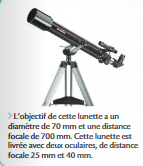 > L'objectif de cette lunette a un
diamètre de 70 mm et une distance
focale de 700 mm. Cette lunette est
livrée avec deux oculaires, de distance
focale 25 mm et 40 mm.